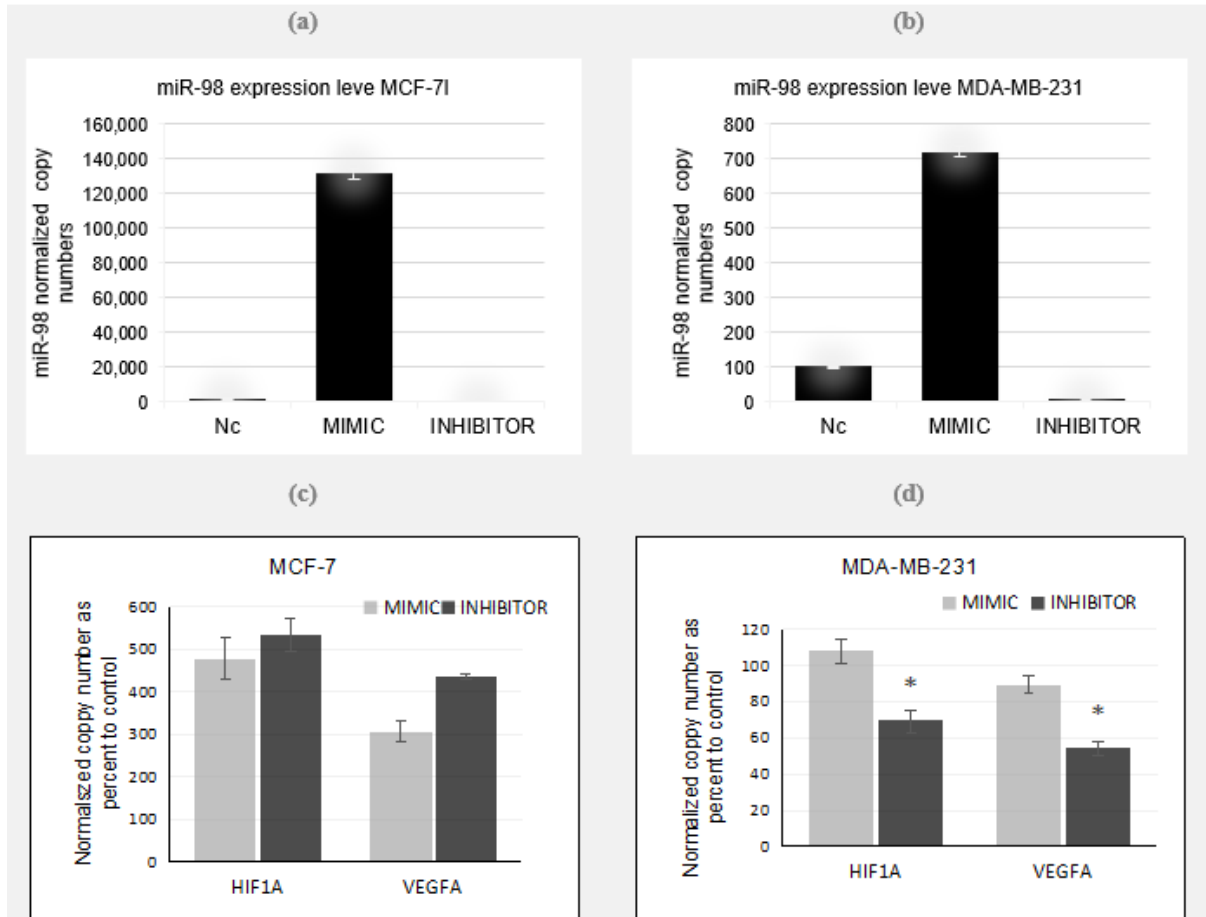 (a)
miR-98 expression leve MCF-7l
miR-98 normalized copy
numbers
160,000
140,000
120,000
100,000
80,000
60,000
40,000
20,000
0
Nc MIMIC INHIBITOR
(b)
miR-98 expression leve MDA-MB-231
miR-98 normalized copy
numbers
800
700
600
500
400
300
200
100
0
Nc MIMIC INHIBITOR
(c)
MCF-7
MIMIC INHIBITOR
Normalszed coppy number as
percent to control
600
500
400
300
200
100
0
HIF1A VEGFA
(d)
MDA-MB-231
MIMIC INHIBITOR
Normalized coppy number as
percent to control
120
100
80
60
40
20
0
*
*
HIF1A VEGFA